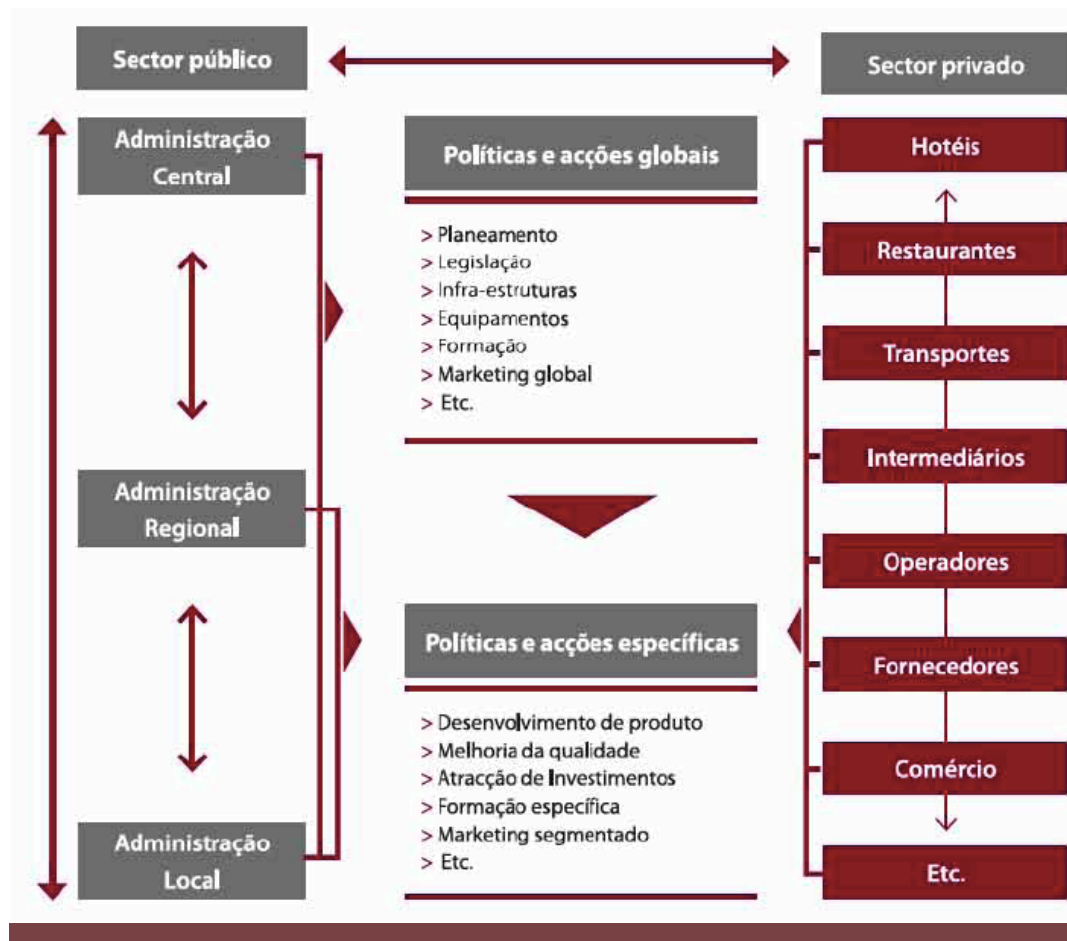 Sector público
Sector privado
Administração
Central
Administração
Regional
Administração
Local
Políticas e acções globais
> Planeamento
> Legislação
> Infra-estruturas
> Equipamentos
> Formação
> Marketing global
> Etc.
Políticas e acções específicas
> Desenvolvimento de produto
> Melhoria da qualidade
> Atracção de Investimentos
> Formação específica
> Marketing segmentado
> Etc.
Hotéis
Restaurantes
Transportes
Intermediários
Operadores
Fornecedores
Comércio
Etc.